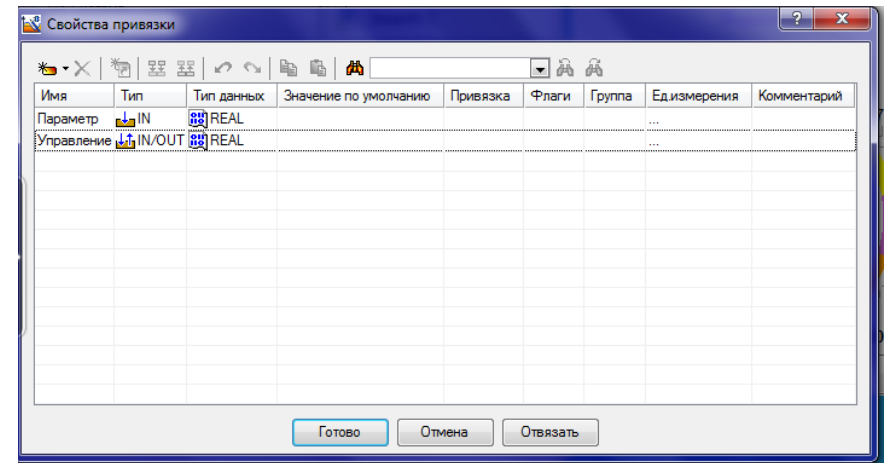 Свойства привязки
Имя Тип Тип данных Значение по умолчанию Привязка Флаги Группа Ед.измерения Комментарий
Параметр IN REAL ...
Управление IN/OUT REAL ...
Готово Отмена Отвязать